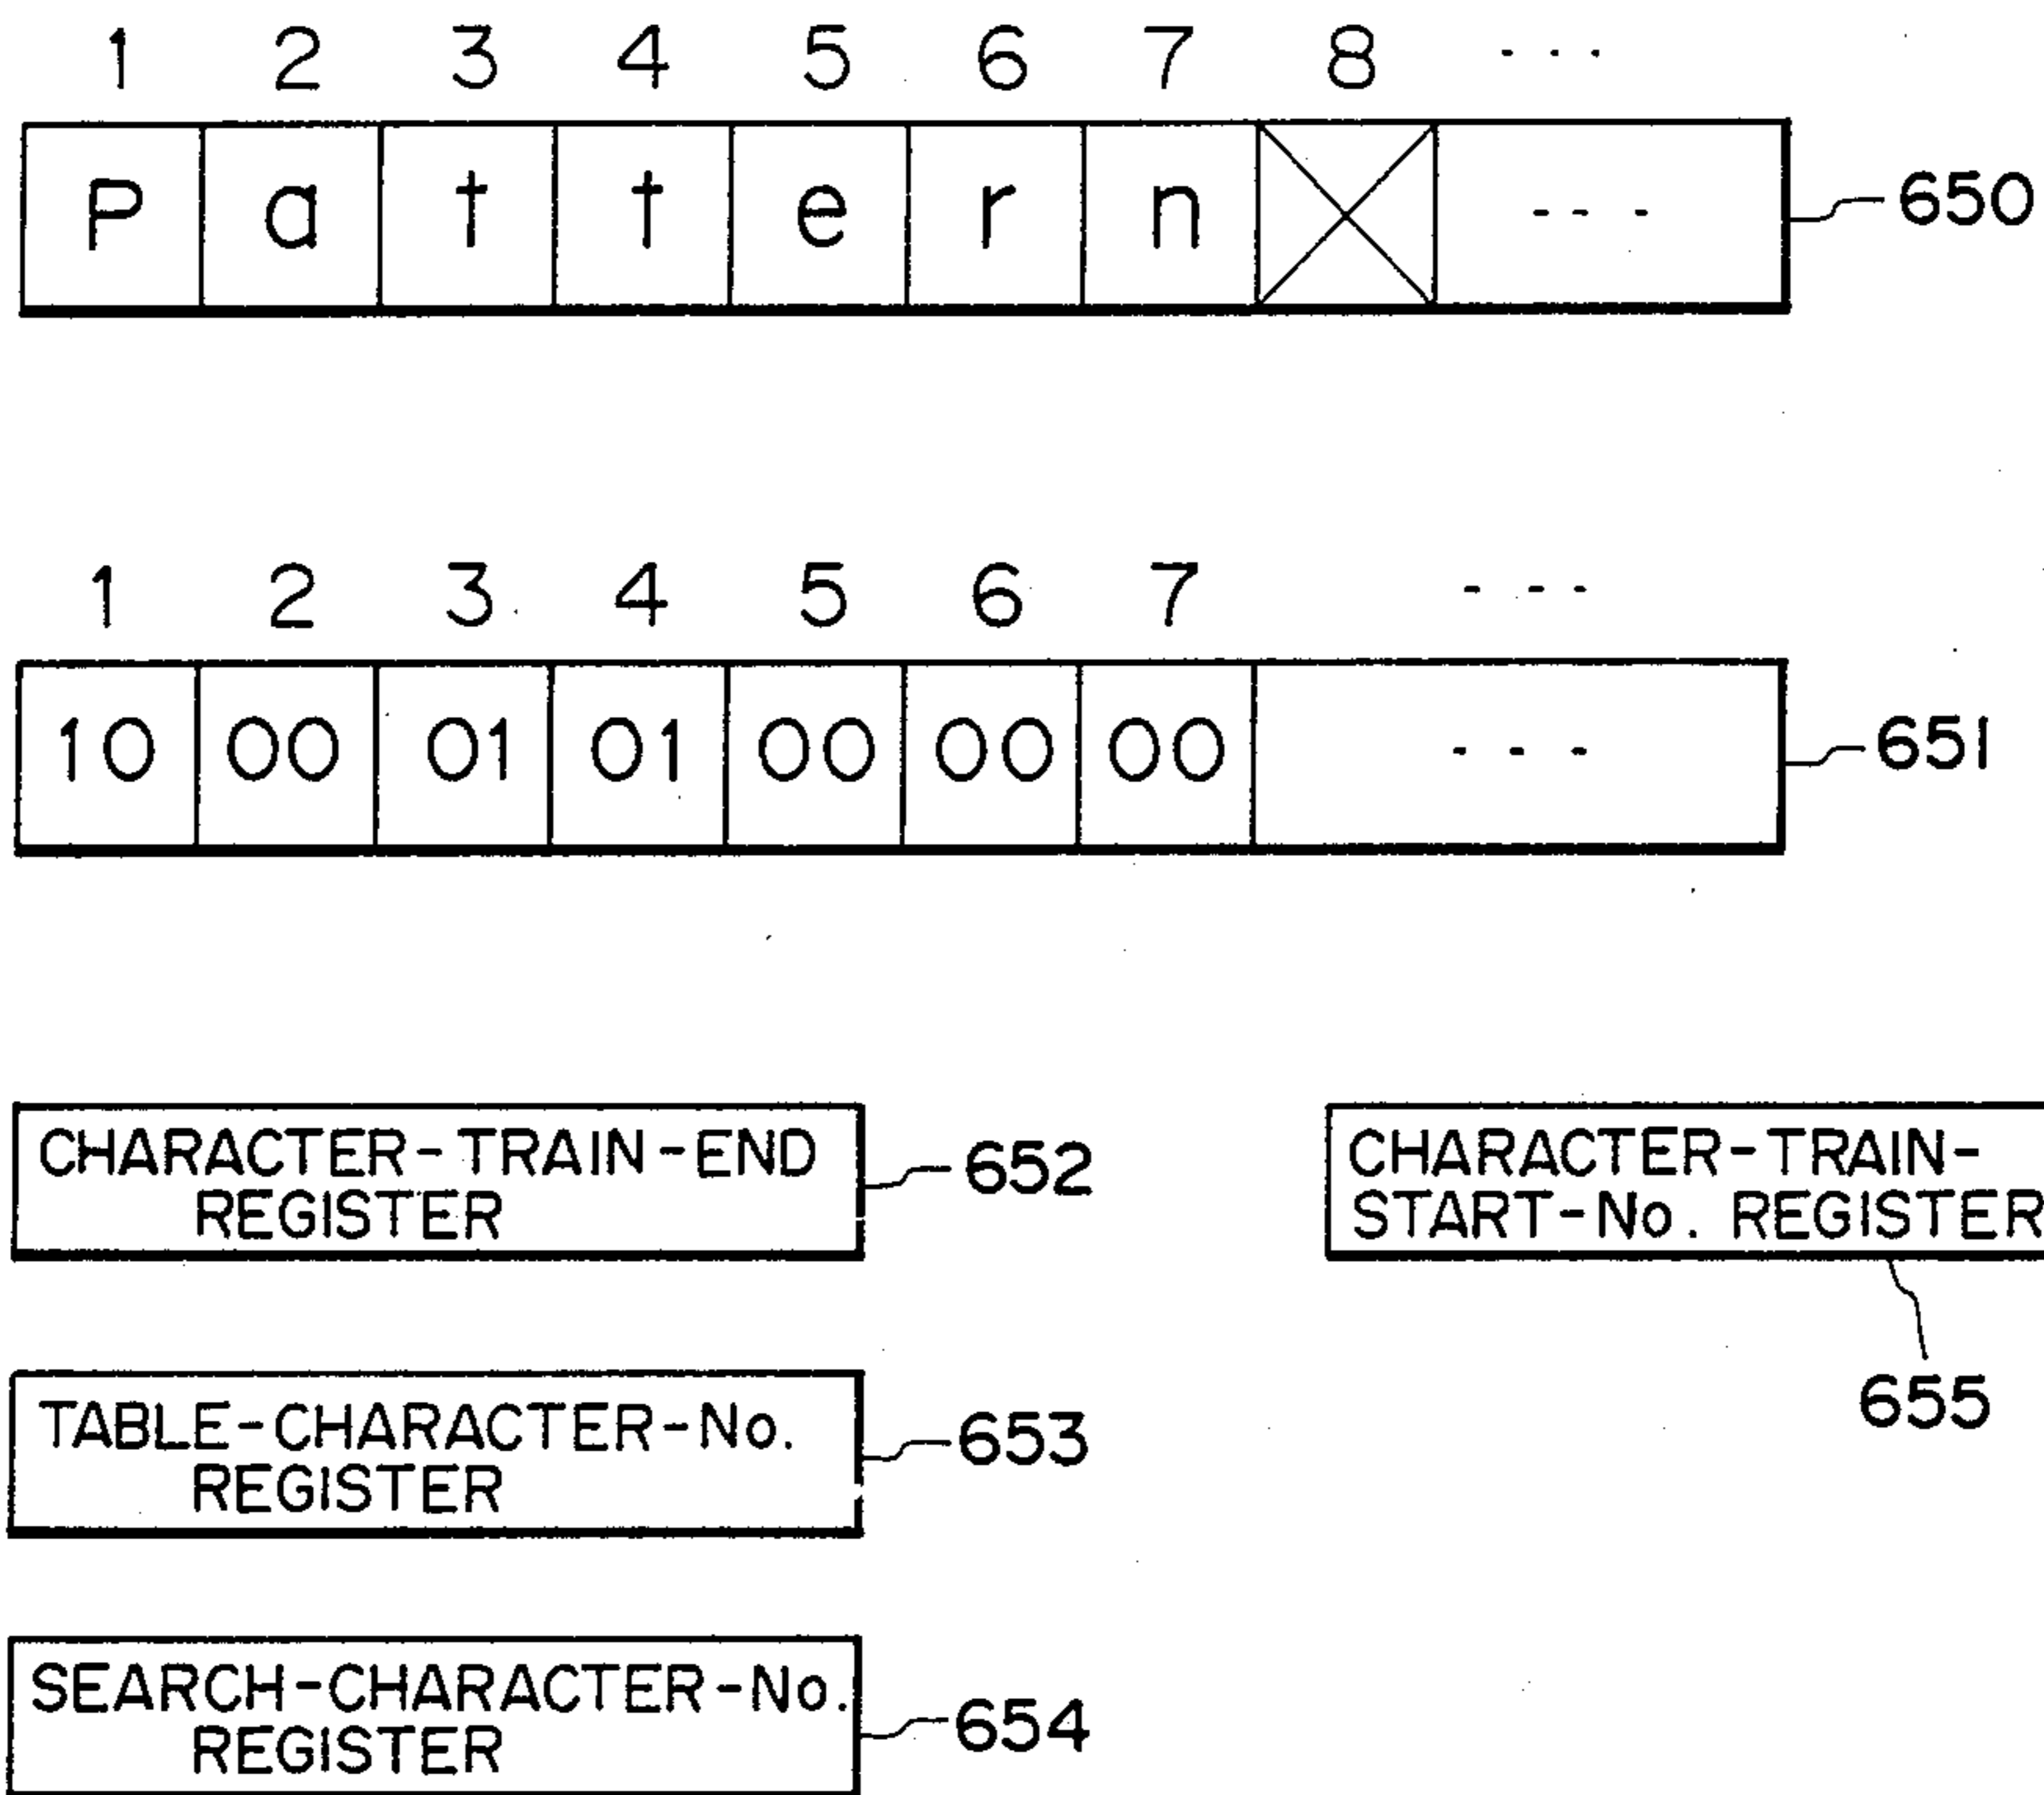 1 2 3 4 5 6 7 8 ...
P a t t e r n --- 650
1 2 3 4 5 6 7 ---
10 00 01 01 00 00 00 --- 651
CHARACTER-TRAIN-END
REGISTER
652
CHARACTER-TRAIN-
START-No. REGISTER
655
TABLE-CHARACTER-No.
REGISTER
653
SEARCH-CHARACTER-No.
REGISTER
654